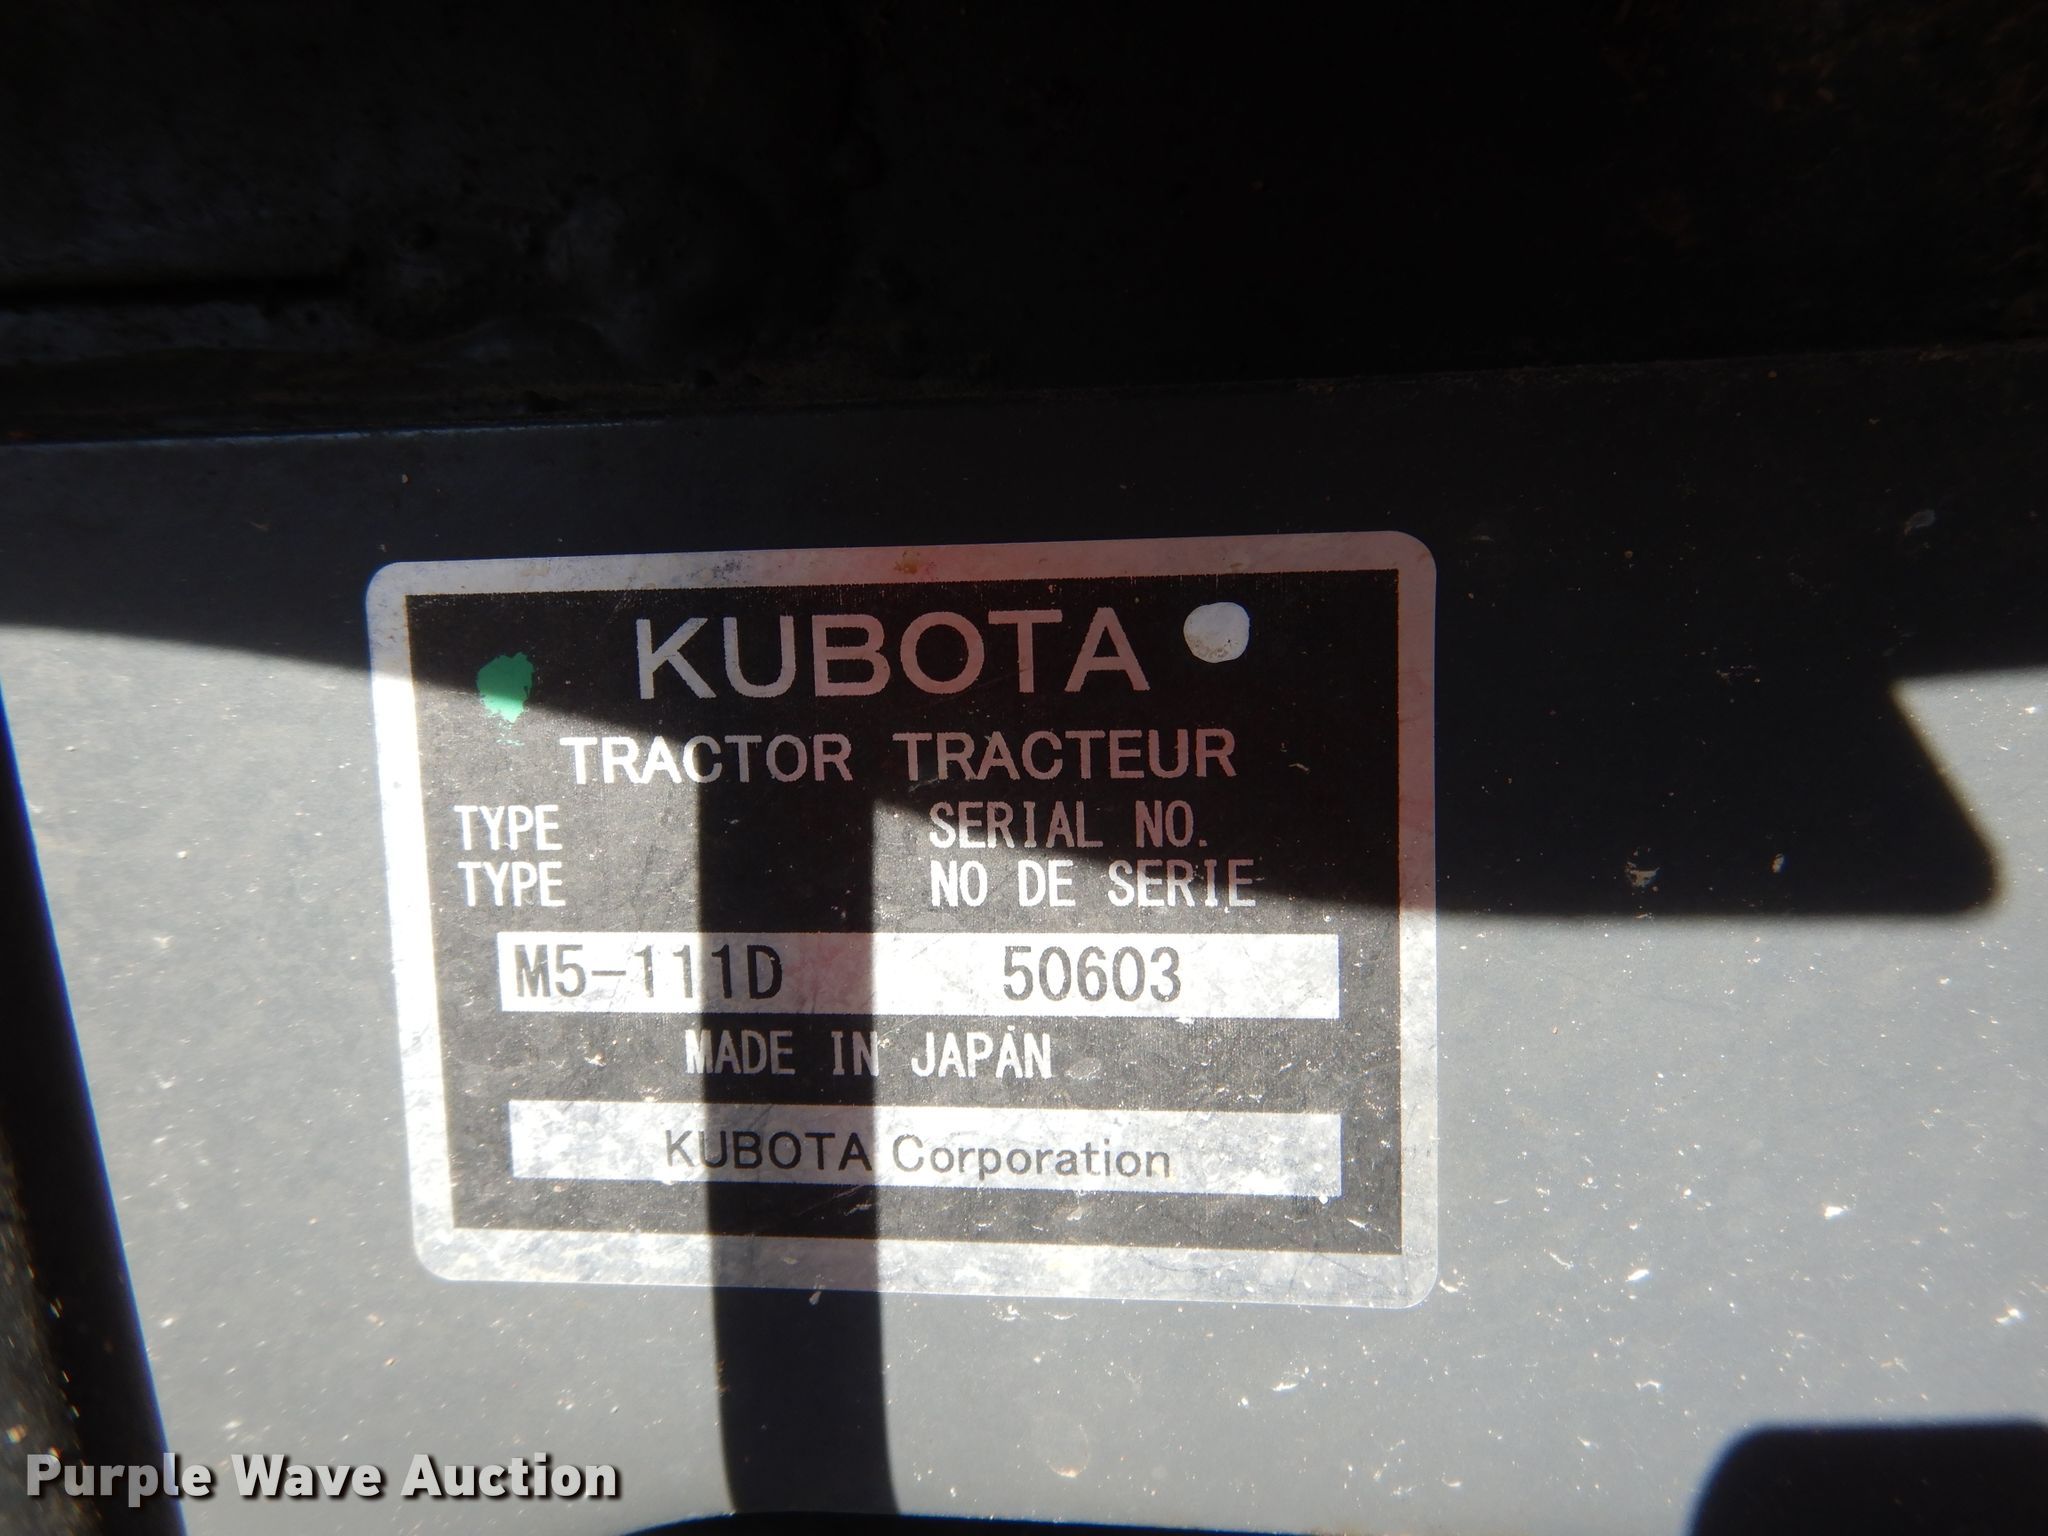 KUBOTA
TRACTOR TRACTEUR
TYPE SERIAL NO.
TYPE NO DE SERIE
M5-111D 50603
MADE IN JAPAN
KUBOTA Corporation
Purple Wave Auction